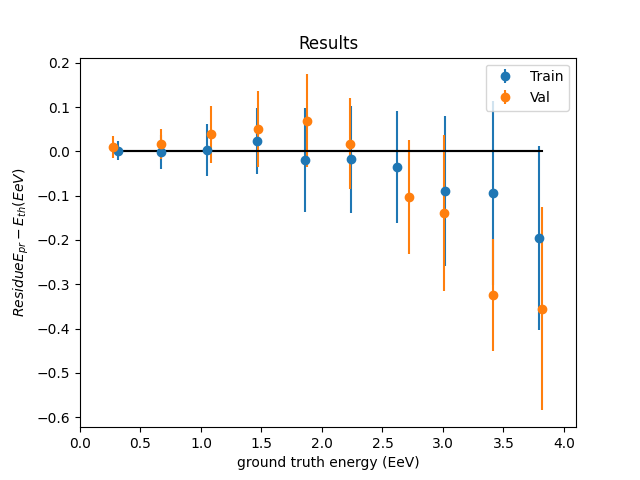 Results
Train
Val
0.2
0.1
0.0
−0.1
−0.2
−0.3
−0.4
−0.5
−0.6
ResidueE_{pr} − E_{th}(EeV)
0.0 0.5 1.0 1.5 2.0 2.5 3.0 3.5 4.0
ground truth energy (EeV)